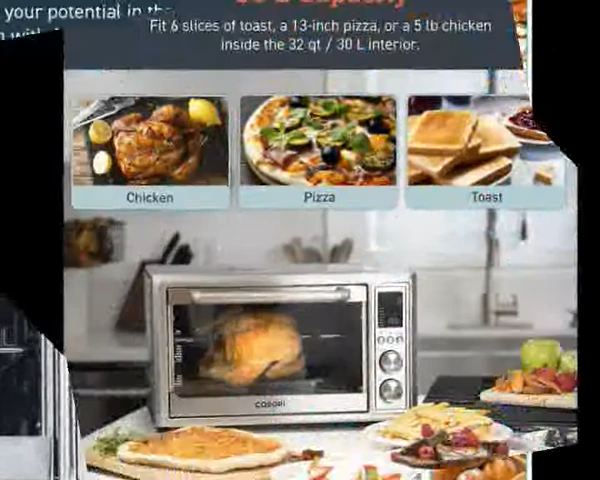 your potential in the
Fit 6 slices of toast, a 13-inch pizza, or a 5 lb chicken
inside the 32 qt / 30 L interior.
Chicken
Pizza
Toast
COSORI